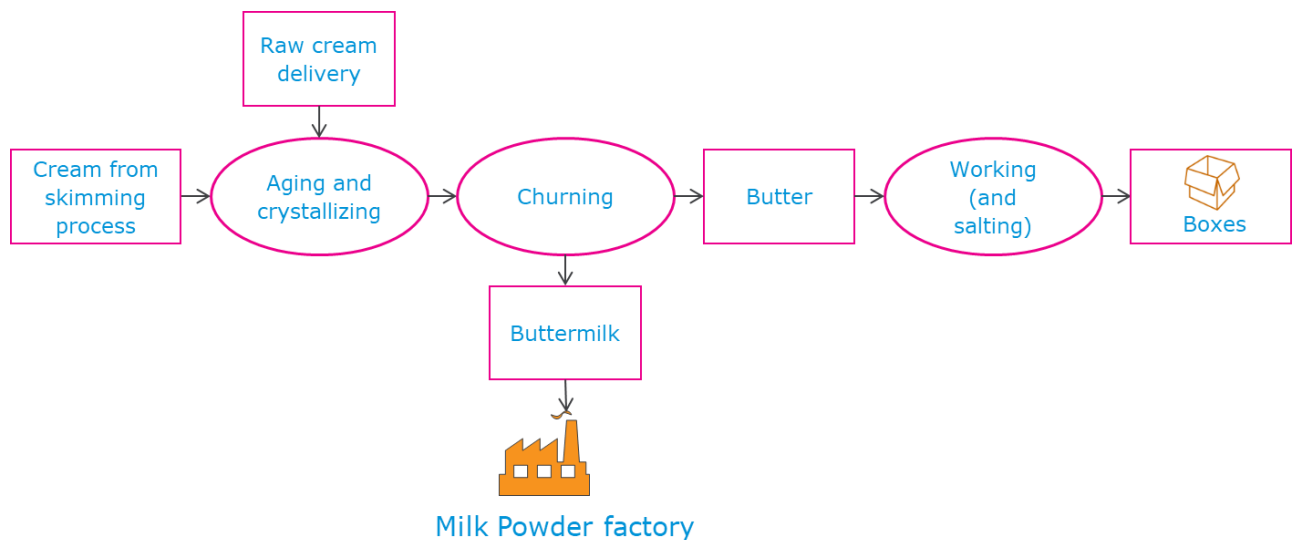 Raw cream
delivery
Cream from
skimming
process
Aging and
crystallizing
Churning
Butter
Working
(and
salting)
Boxes
Buttermilk
Milk Powder factory